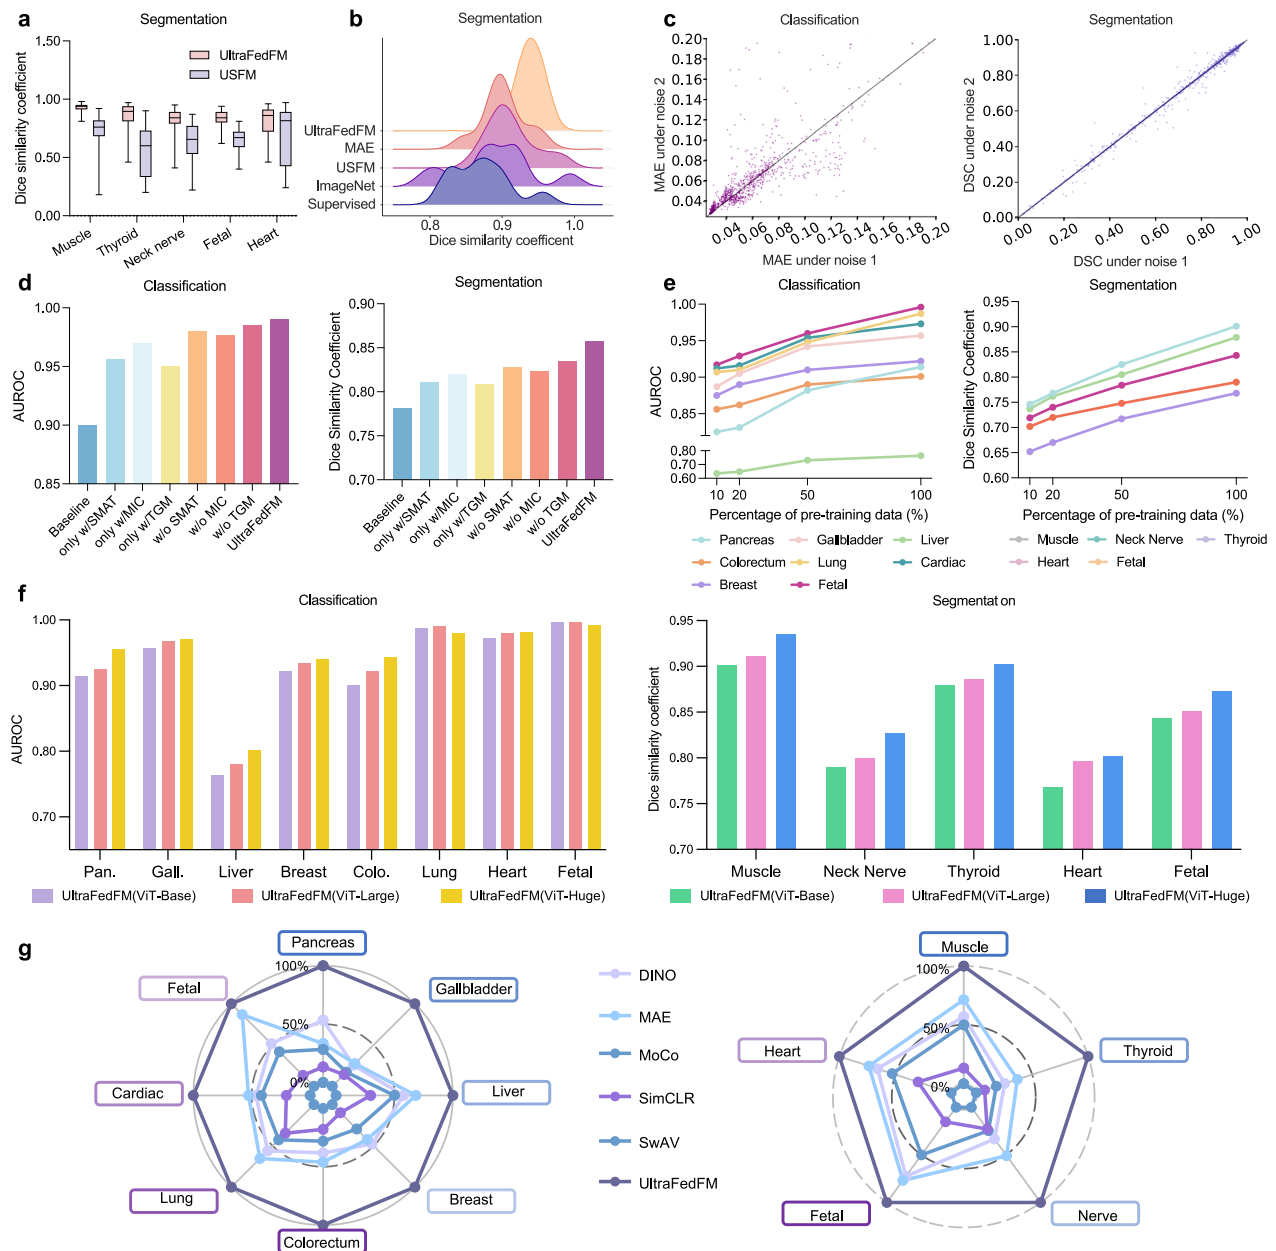 a
Segmentation
Dice similarity coefficient
1.50
1.00
0.50
0.00
UltraFedFM
USFM
Muscle
Thyroid
Neck nerve
Fetal
Heart
b
Segmentation
UltraFedFM
MAE
USFM
ImageNet
Supervised
0.8
0.9
1.0
Dice similarity coefficent
c
Classification
MAE under noise 2
0.20
0.18
0.16
0.14
0.12
0.10
0.08
0.06
0.04
0.04
0.06
0.08
0.10
0.12
0.14
0.16
0.18
0.20
MAE under noise 1
Segmentation
DSC under noise 2
1.00
0.80
0.60
0.40
0.20
0.00
0.00
0.20
0.40
0.60
0.80
1.00
DSC under noise 1
d
Classification
AUROC
1.00
0.95
0.90
0.85
Baseline
only w/SMAT
only w/MIC
only w/TGM
w/o SMAT
w/o MIC
w/o TGM
UltraFedFM
Segmentation
Dice Similarity Coefficient
0.90
0.85
0.80
0.75
0.70
Baseline
only w/SMAT
only w/MIC
only w/TGM
w/o SMAT
w/o MIC
w/o TGM
UltraFedFM
e
Classification
AUROC
1.00
0.95
0.90
0.85
0.80
0.70
0.60
10
20
50
100
Percentage of pre-training data (%)
Pancreas
Gallbladder
Liver
Colorectum
Lung
Cardiac
Breast
Fetal
Segmentation
Dice Similarity Coefficient
0.95
0.90
0.85
0.80
0.75
0.70
0.65
0.60
10
20
50
100
Percentage of pre-training data (%)
Muscle
Neck Nerve
Thyroid
Heart
Fetal
f
Classification
AUROC
1.00
0.90
0.80
0.70
Pan.
Gall.
Liver
Breast
Colo.
Lung
Heart
Fetal
UltraFedFM(ViT-Base)
UltraFedFM(ViT-Large)
UltraFedFM(ViT-Huge)
Segmentat on
Dice similarity coefficient
0.95
0.90
0.85
0.80
0.75
0.70
Muscle
Neck Nerve
Thyroid
Heart
Fetal
UltraFedFM(ViT-Base)
UltraFedFM(ViT-Large)
UltraFedFM(ViT-Huge)
g
Pancreas
100%
50%
0%
Fetal
Gallbladder
Cardiac
Liver
Lung
Breast
Colorectum
DINO
MAE
MoCo
SimCLR
SwAV
UltraFedFM
Muscle
100%
50%
0%
Heart
Thyroid
Fetal
Nerve